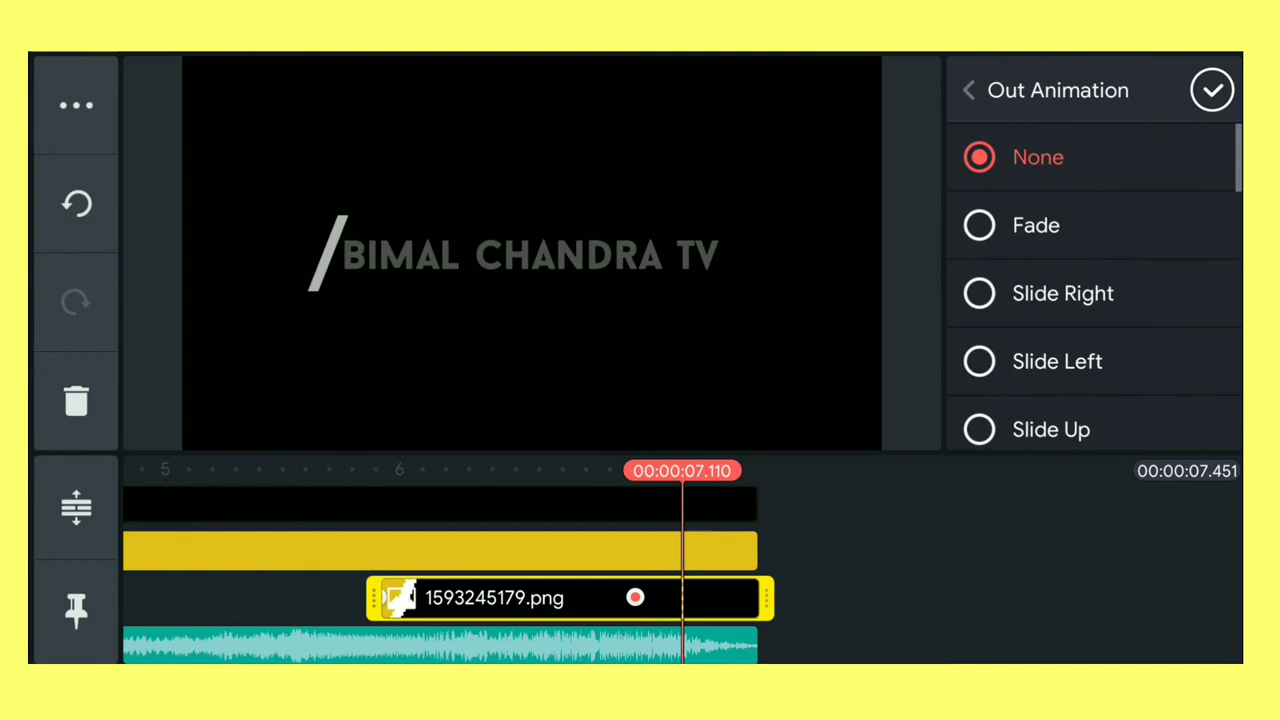 Out Animation
None
Fade
Slide Right
Slide Left
Slide Up
/BIMAL CHANDRA TV
5
6
00:00:07.110
00:00:07.451
1593245179.png